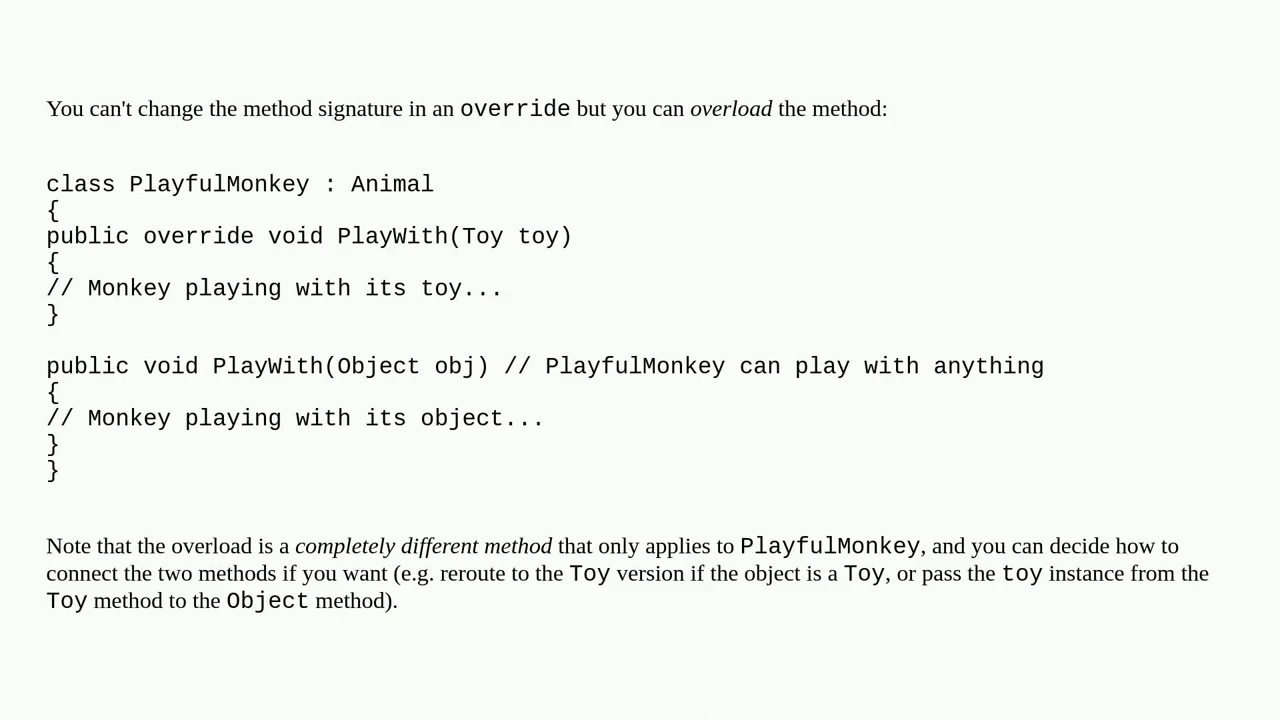 You can't change the method signature in an override but you can overload the method:
class PlayfulMonkey : Animal
{
public override void PlayWith(Toy toy)
{
// Monkey playing with its toy...
}
public void PlayWith(Object obj) // PlayfulMonkey can play with anything
{
// Monkey playing with its object...
}
}
Note that the overload is a completely different method that only applies to PlayfulMonkey, and you can decide how to
connect the two methods if you want (e.g. reroute to the Toy version if the object is a Toy, or pass the toy instance from the
Toy method to the Object method).